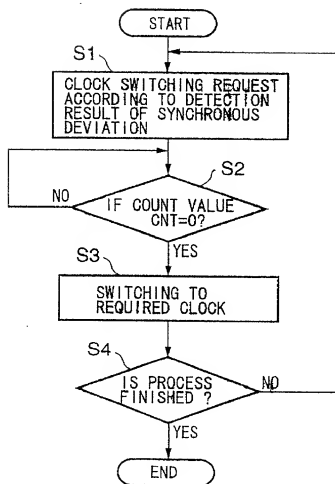 START
S1
CLOCK SWITCHING REQUEST
ACCORDING TO DETECTION
RESULT OF SYNCHRONOUS
DEVIATION
S2
NO
IF COUNT VALUE
CNT=0?
YES
S3
SWITCHING TO
REQUIRED CLOCK
S4
IS PROCESS
FINISHED ?
NO
YES
END